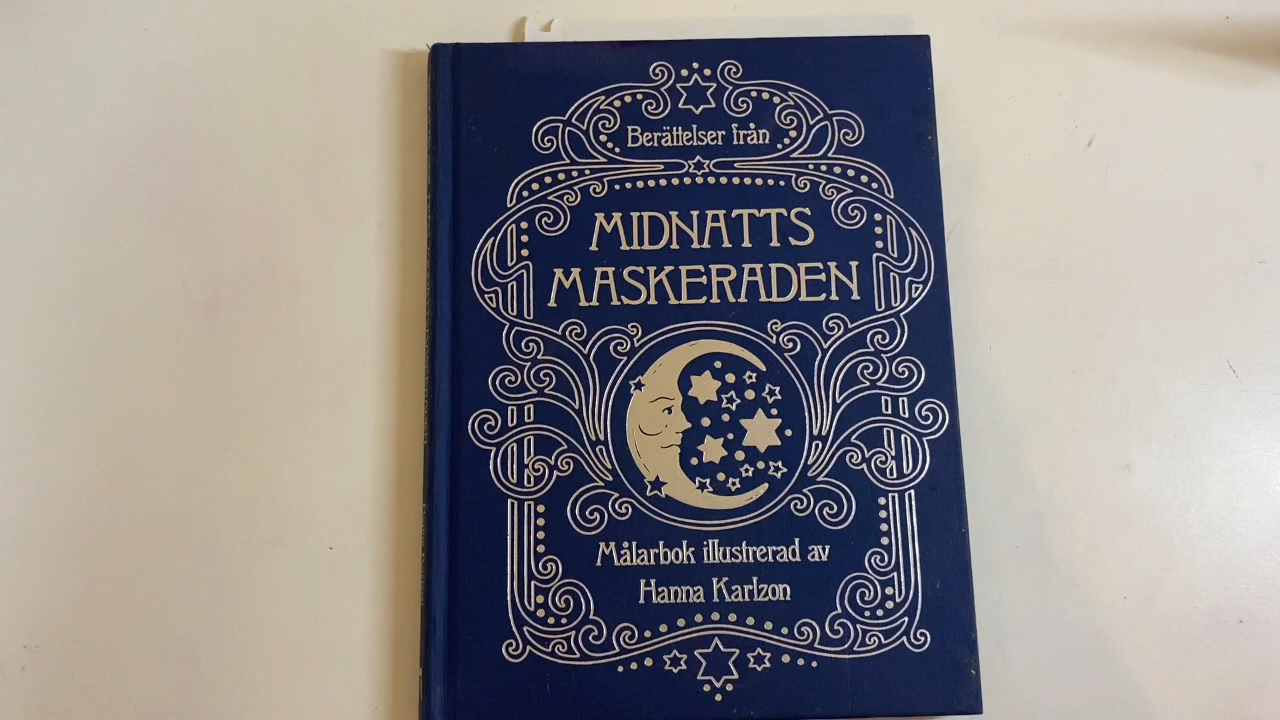 Berättelser från
MIDNATTS
MASKERADEN
Målarbok illustrerad av
Hanna Karlzon